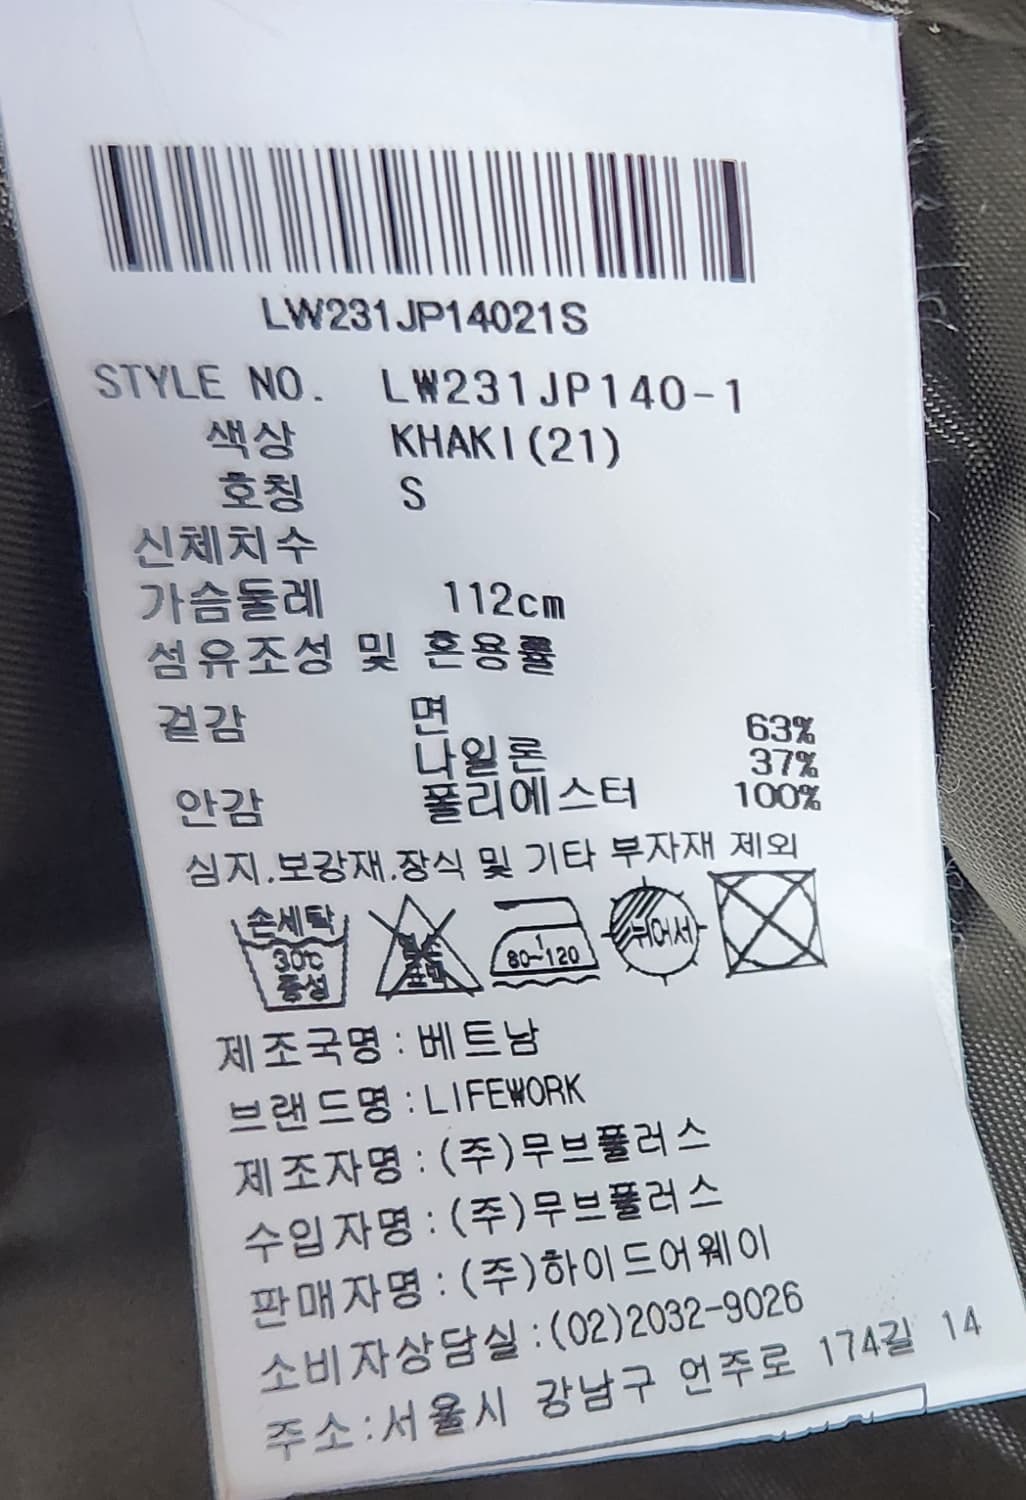 LW231JP14021S
STYLE NO. LW231JP140-1
색상 KHAKI(21)
호칭 S
신체치수
가슴둘레 112cm
섬유조성 및 혼용률
겉감 면 63%
나일론 37%
안감 폴리에스터 100%
심지.보강재.장식 및 기타 부자재 제외
손세탁 30℃ 중성
80~120
뉘어서
제조국명:베트남
브랜드명:LIFEWORK
제조자명:(주)무브플러스
수입자명:(주)무브플러스
판매자명:(주)하이드어웨이
소비자상담실:(02)2032-9026
주소:서울시 강남구 언주로 174길 14